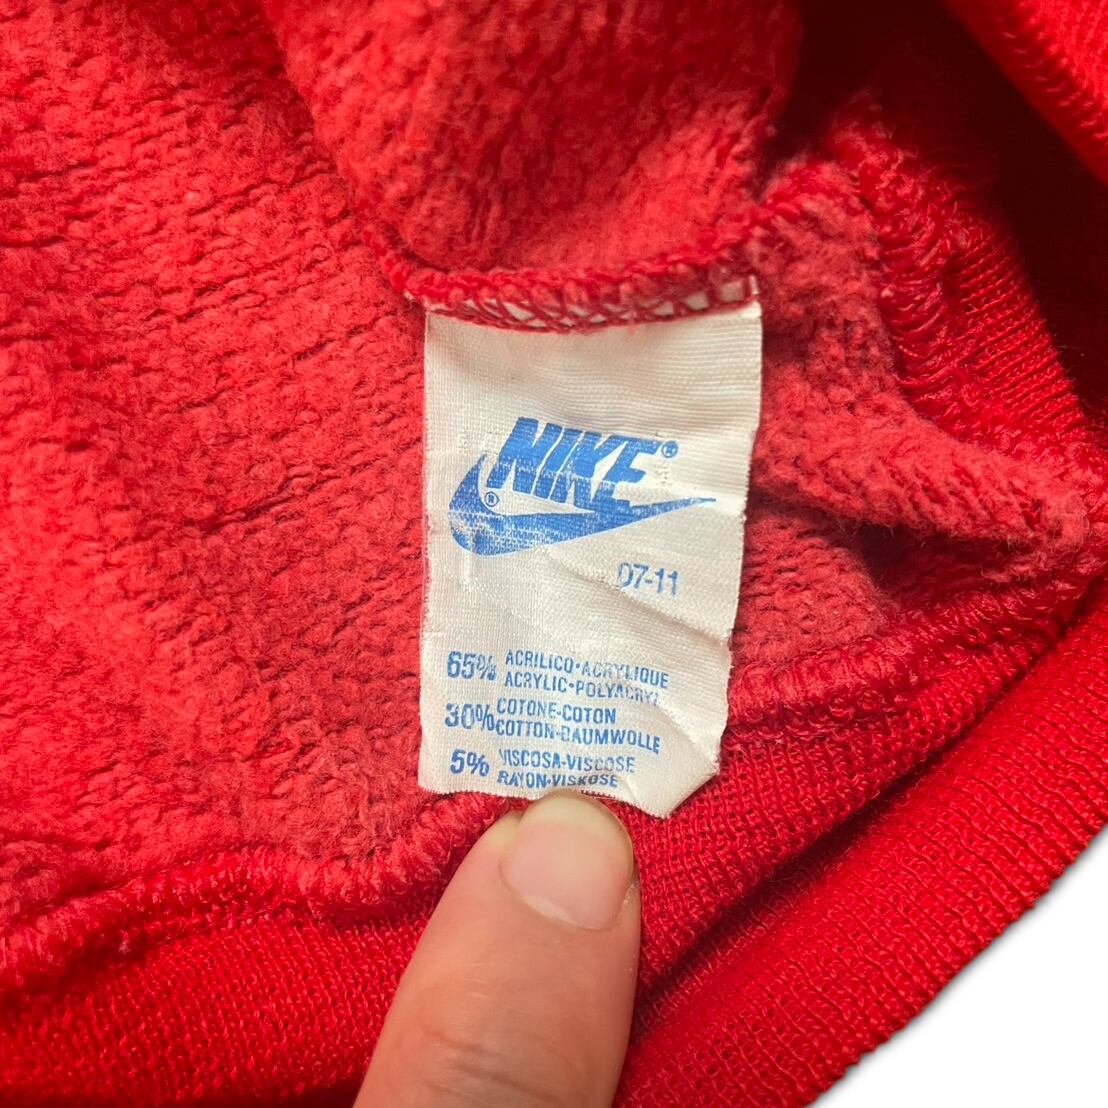 NIKE®
®
07-11
65% ACRILICO·ACRYLIQUE
ACRYLIC·POLYACRYL
30% COTONE-COTON
COTTON-BAUMWOLLE
5% VISCOSA-VISCOSE
RAYON-VISKOSE